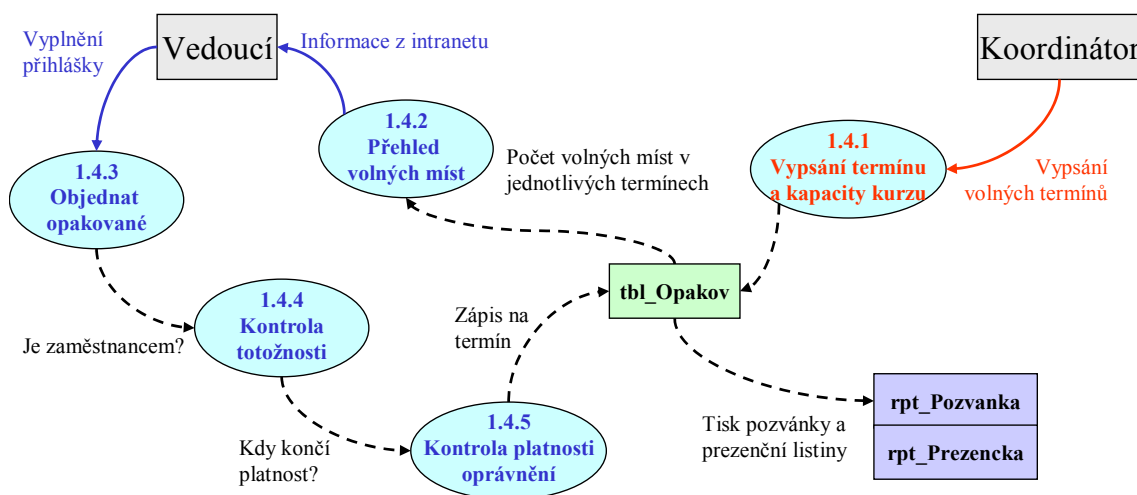 Vyplnění
přihlášky
Vedoucí
Informace z intranetu
Koordinátor
1.4.2
Přehled
volných míst
1.4.1
Vypsání termínu
a kapacity kurzu
Vypsání
volných termínů
1.4.3
Objednat
opakované
Počet volných míst v
jednotlivých termínech
tbl_Opakov
1.4.4
Kontrola
totožnosti
Zápis na
termín
Je zaměstnancem?
rpt_Pozvanka
rpt_Prezencka
1.4.5
Kontrola platnosti
oprávnění
Tisk pozvánky a
prezenční listiny
Kdy končí
platnost?